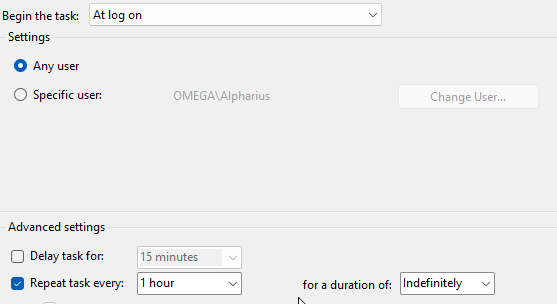 Begin the task: At log on
Settings
Any user
Specific user: OMEGA\Alpharius Change User...
Advanced settings
Delay task for: 15 minutes
Repeat task every: 1 hour for a duration of: Indefinitely